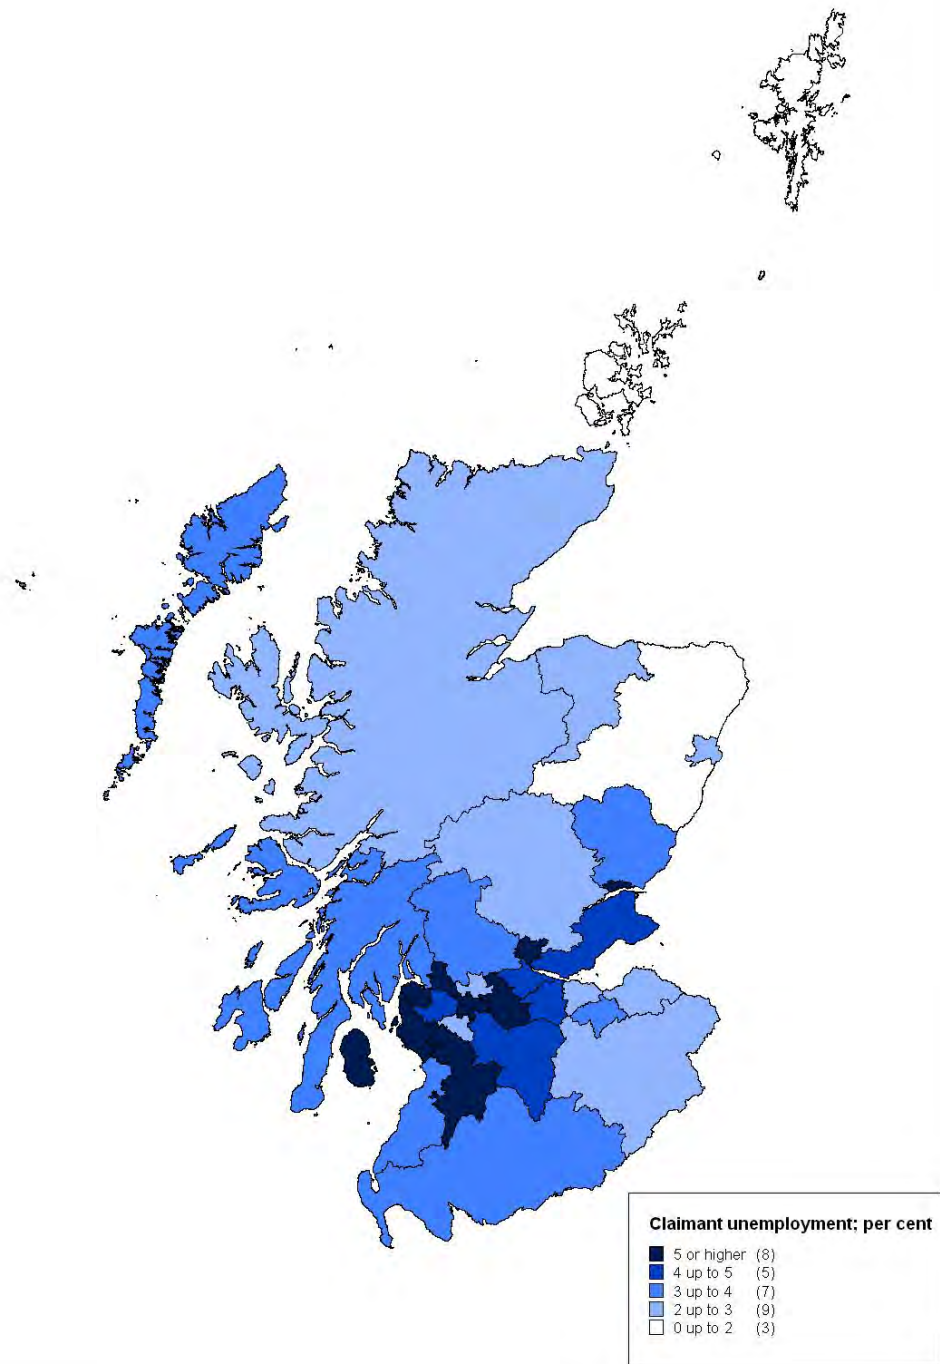 Claimant unemployment; per cent
5 or higher (8)
4 up to 5 (5)
3 up to 4 (7)
2 up to 3 (9)
0 up to 2 (3)